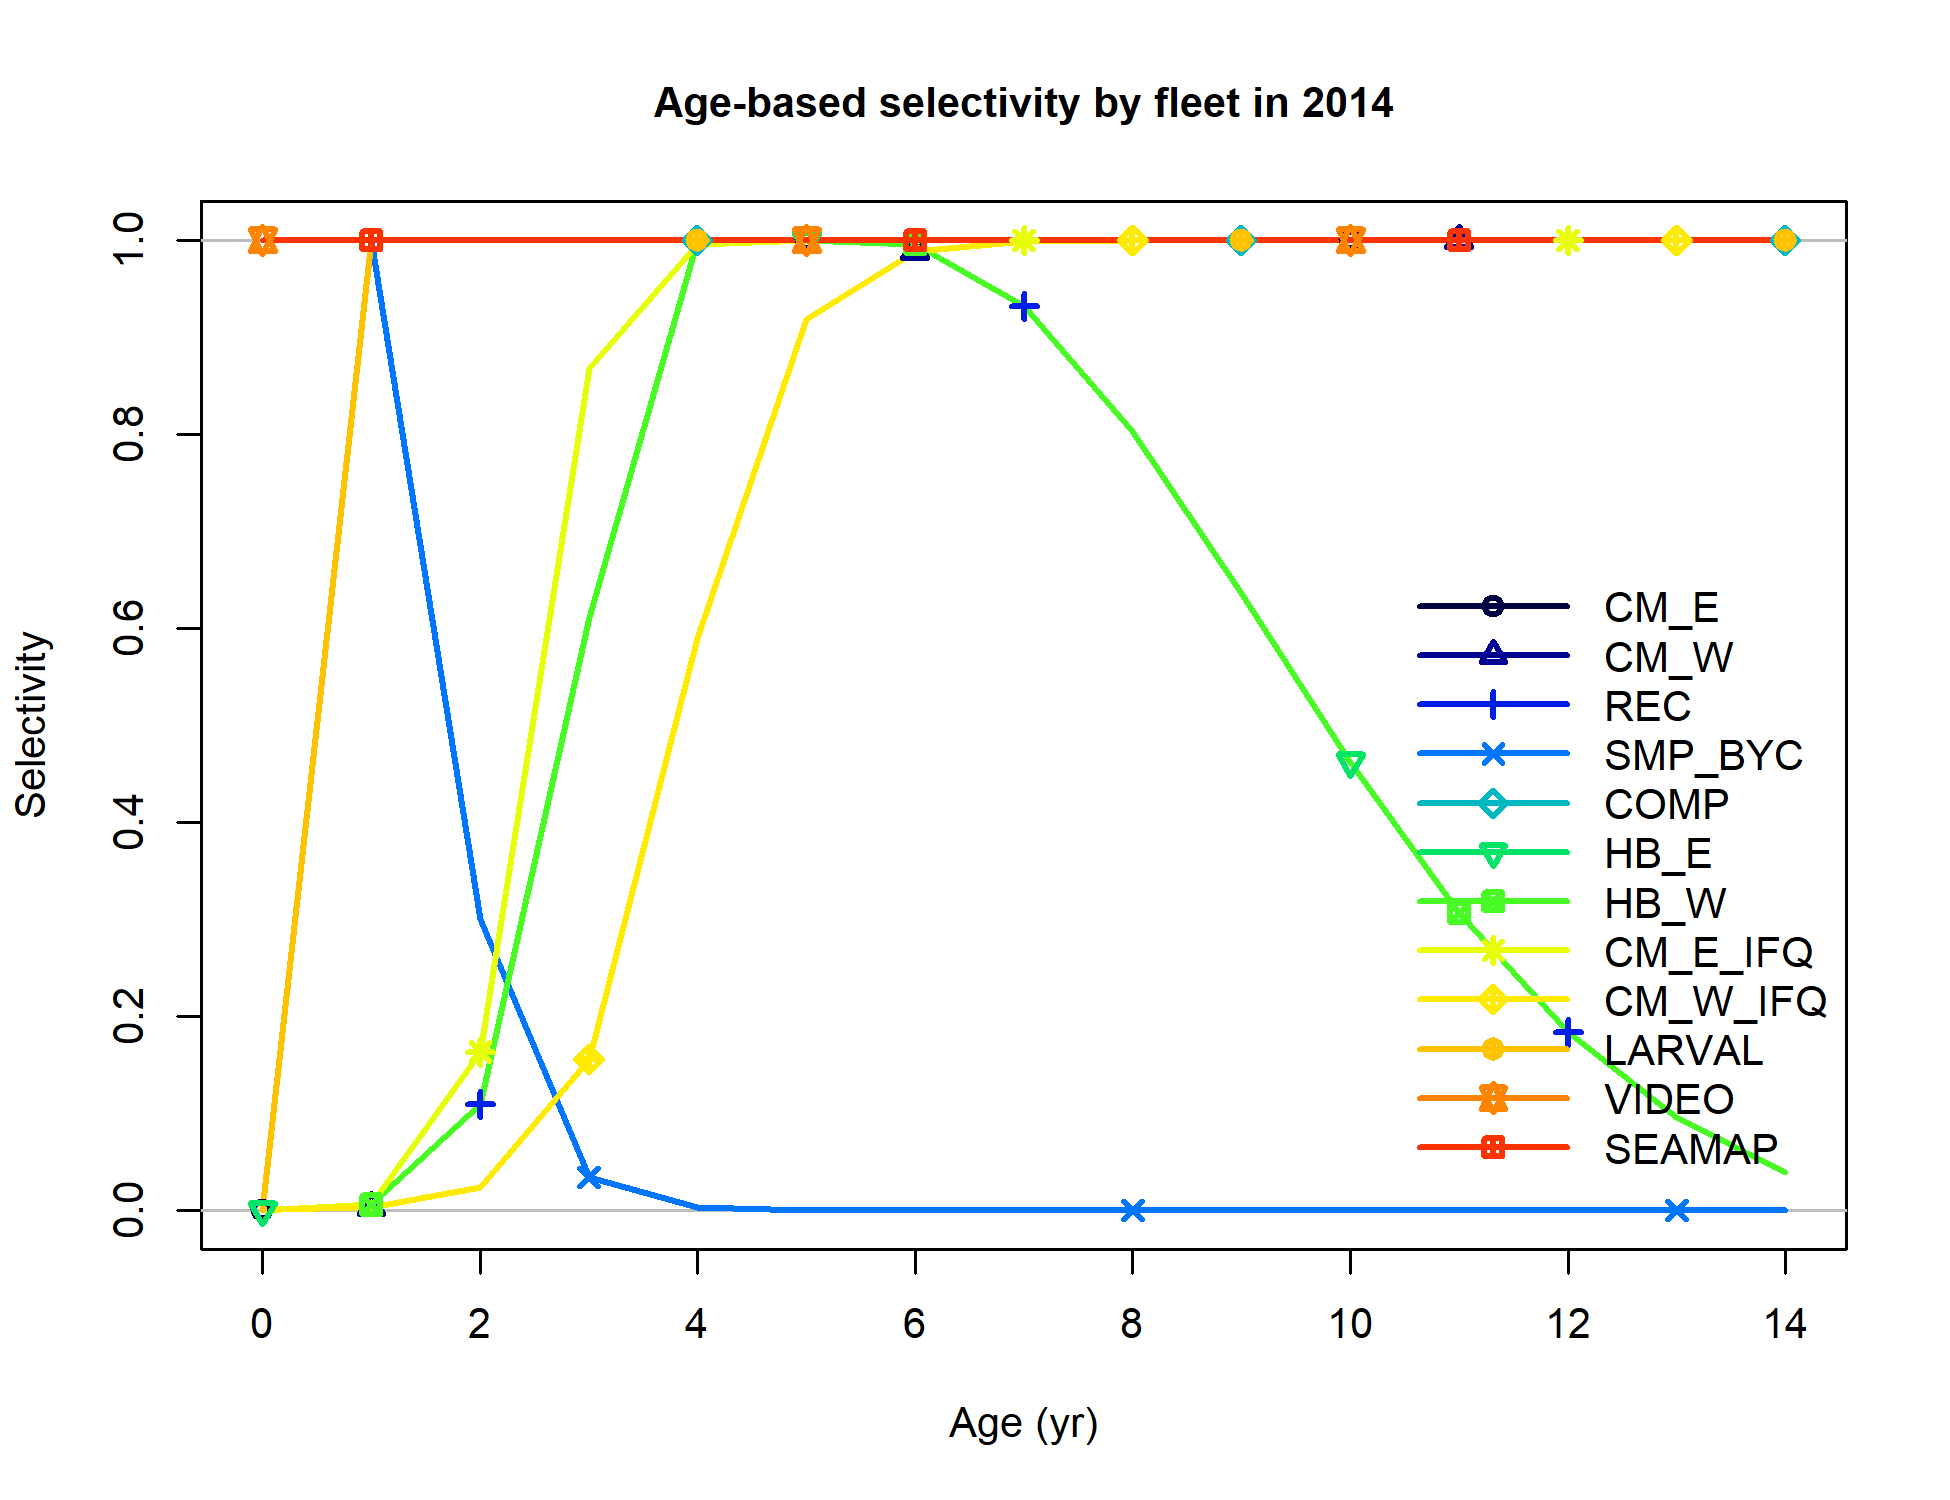 Age-based selectivity by fleet in 2014
Selectivity
1.0
0.8
0.6
0.4
0.2
0.0
CM_E
CM_W
REC
SMP_BYC
COMP
HB_E
HB_W
CM_E_IFQ
CM_W_IFQ
LARVAL
VIDEO
SEAMAP
0 2 4 6 8 10 12 14
Age (yr)